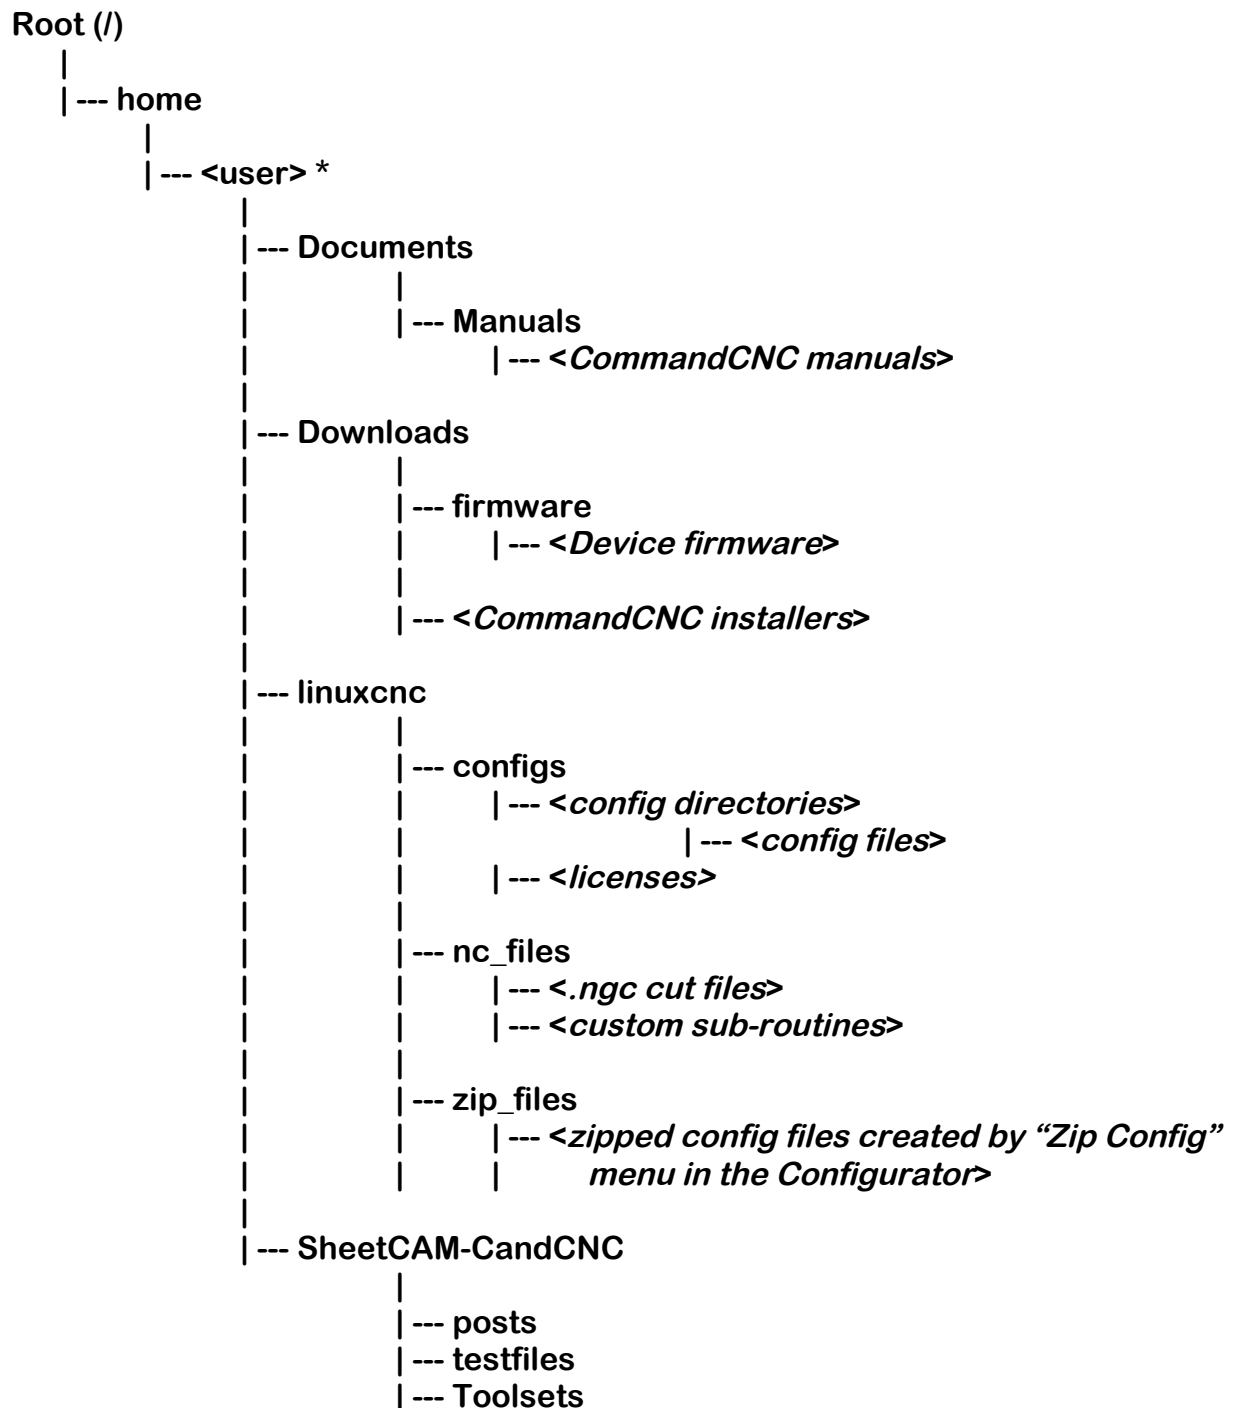 Root (/)
|
|--- home
|
|--- <user> *
|
|--- Documents
| |
| |--- Manuals
| |--- <CommandCNC manuals>
|
|--- Downloads
| |
| |--- firmware
| | |--- <Device firmware>
| |
| |--- <CommandCNC installers>
|
|--- linuxcnc
| |
| |--- configs
| | |--- <config directories>
| | |--- <config files>
| | |--- <licenses>
| |
| |--- nc_files
| | |--- <.ngc cut files>
| | |--- <custom sub-routines>
| |
| |--- zip_files
| | |--- <zipped config files created by “Zip Config”
| | | menu in the Configurator>
|
|--- SheetCAM-CandCNC
|
|--- posts
|--- testfiles
|--- Toolsets